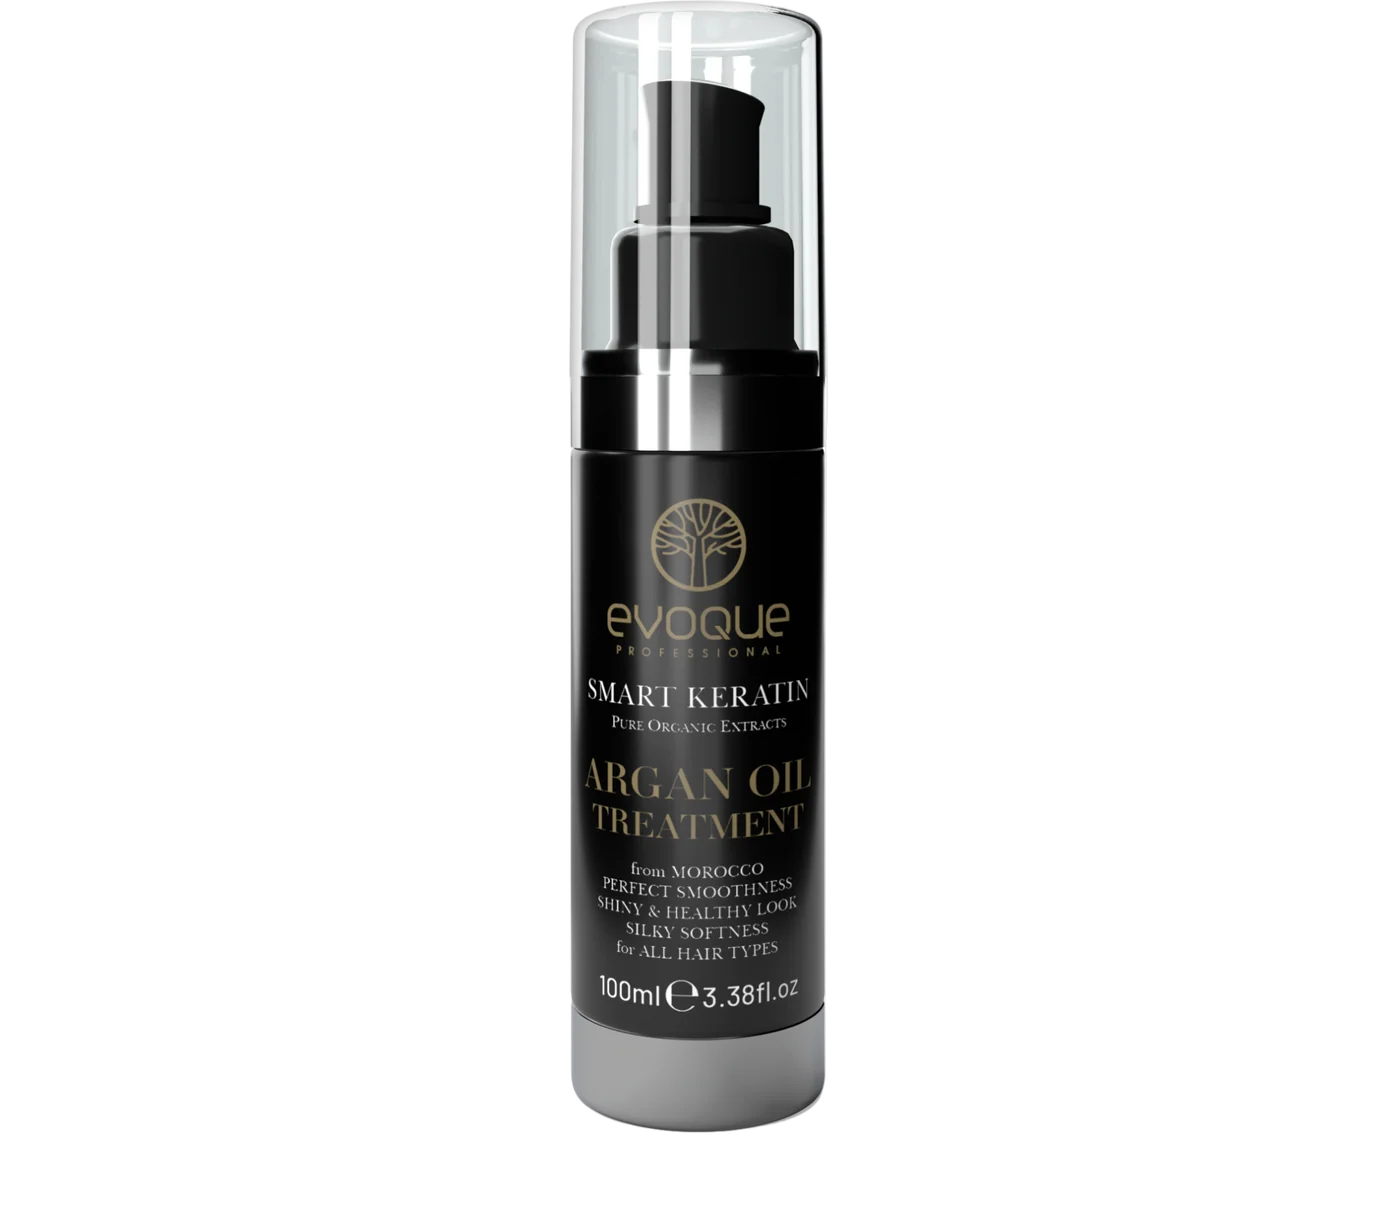 evoque
PROFESSIONAL
SMART KERATIN
PURE ORGANIC EXTRACTS
ARGAN OIL
TREATMENT
from MOROCCO
PERFECT SMOOTHNESS
SHINY & HEALTHY LOOK
SILKY SOFTNESS
for ALL HAIR TYPES
100ml ℮ 3.38fl.oz